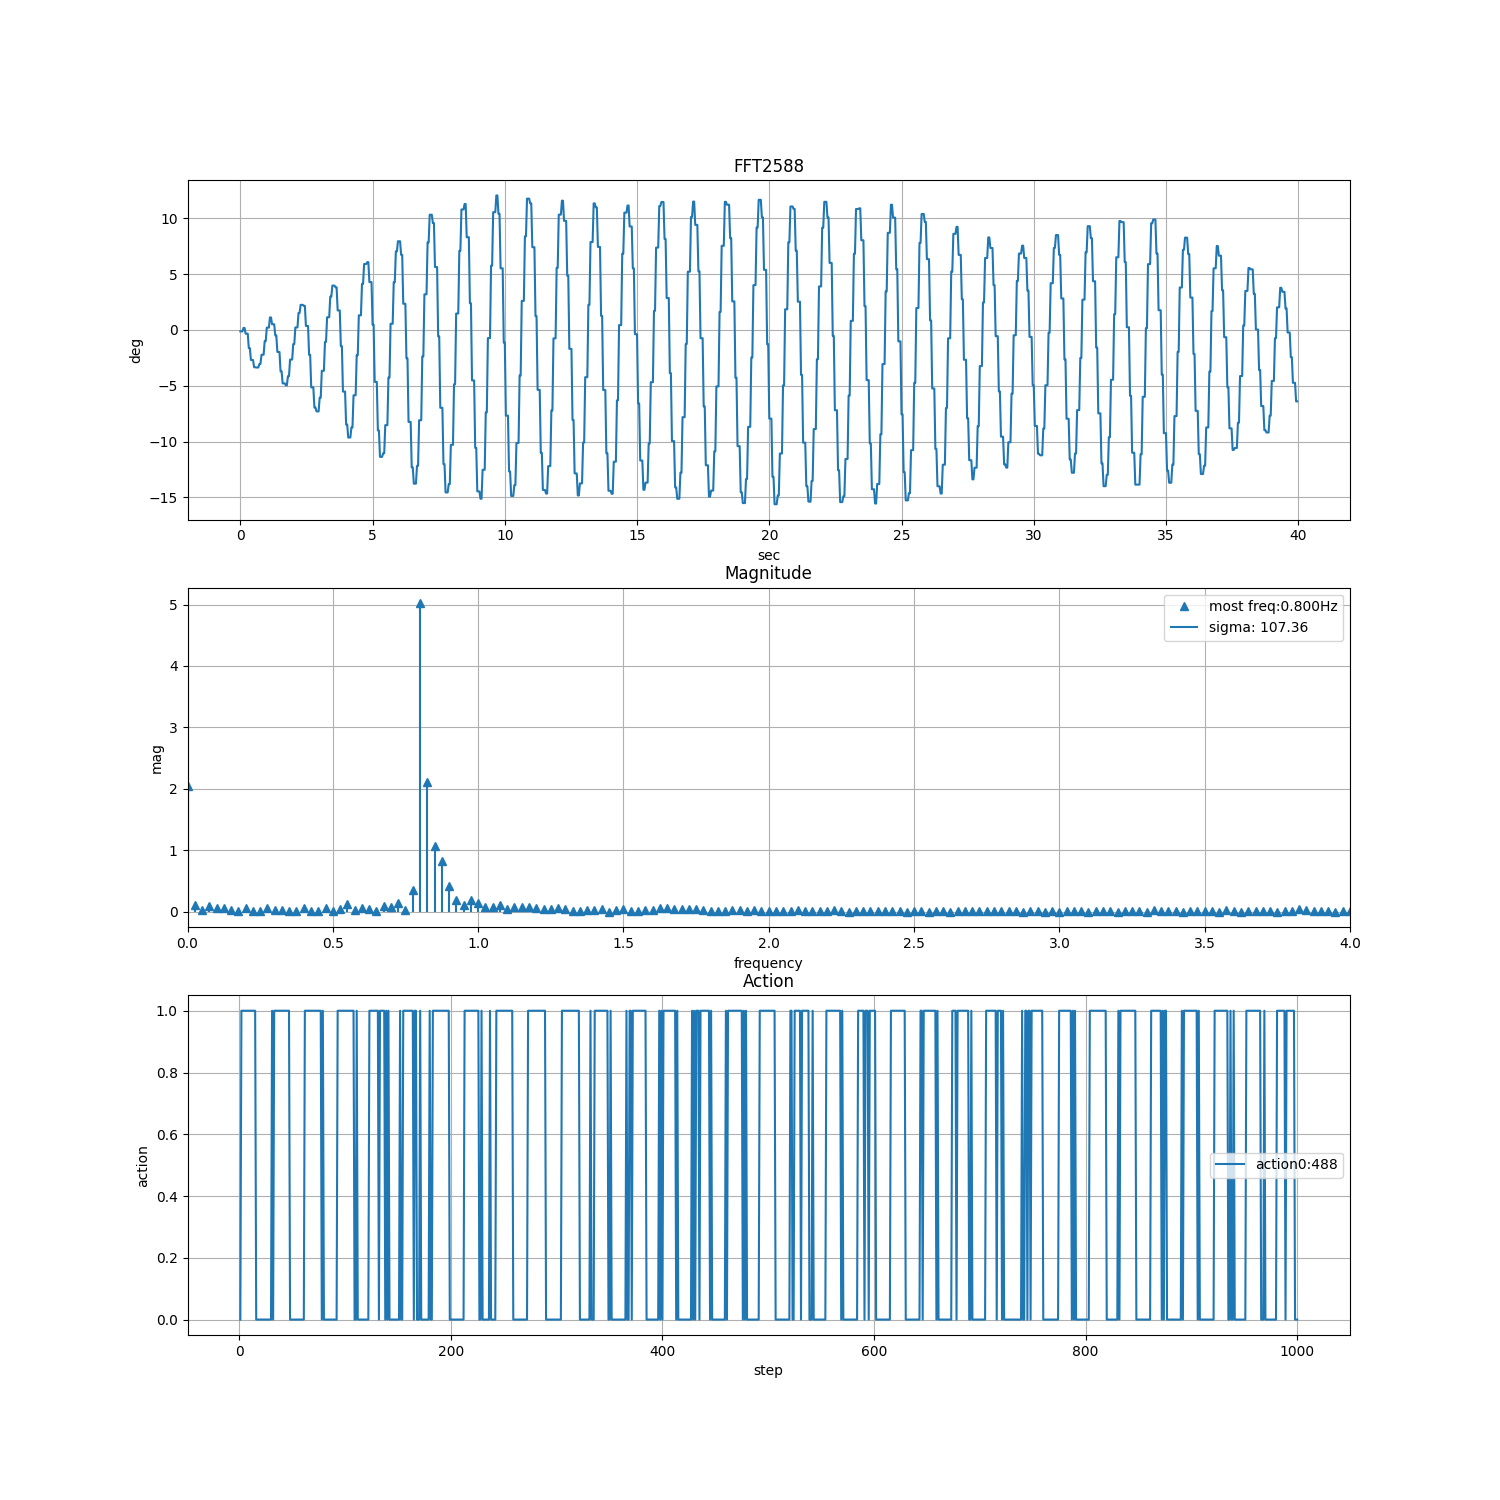 FFT2588
10
5
0
−5
−10
−15
deg
0 5 10 15 20 25 30 35 40
sec
Magnitude
most freq:0.800Hz
sigma: 107.36
5
4
3
2
1
0
mag
0.0 0.5 1.0 1.5 2.0 2.5 3.0 3.5 4.0
frequency
Action
1.0
0.8
0.6
0.4
0.2
0.0
action
action0:488
0 200 400 600 800 1000
step